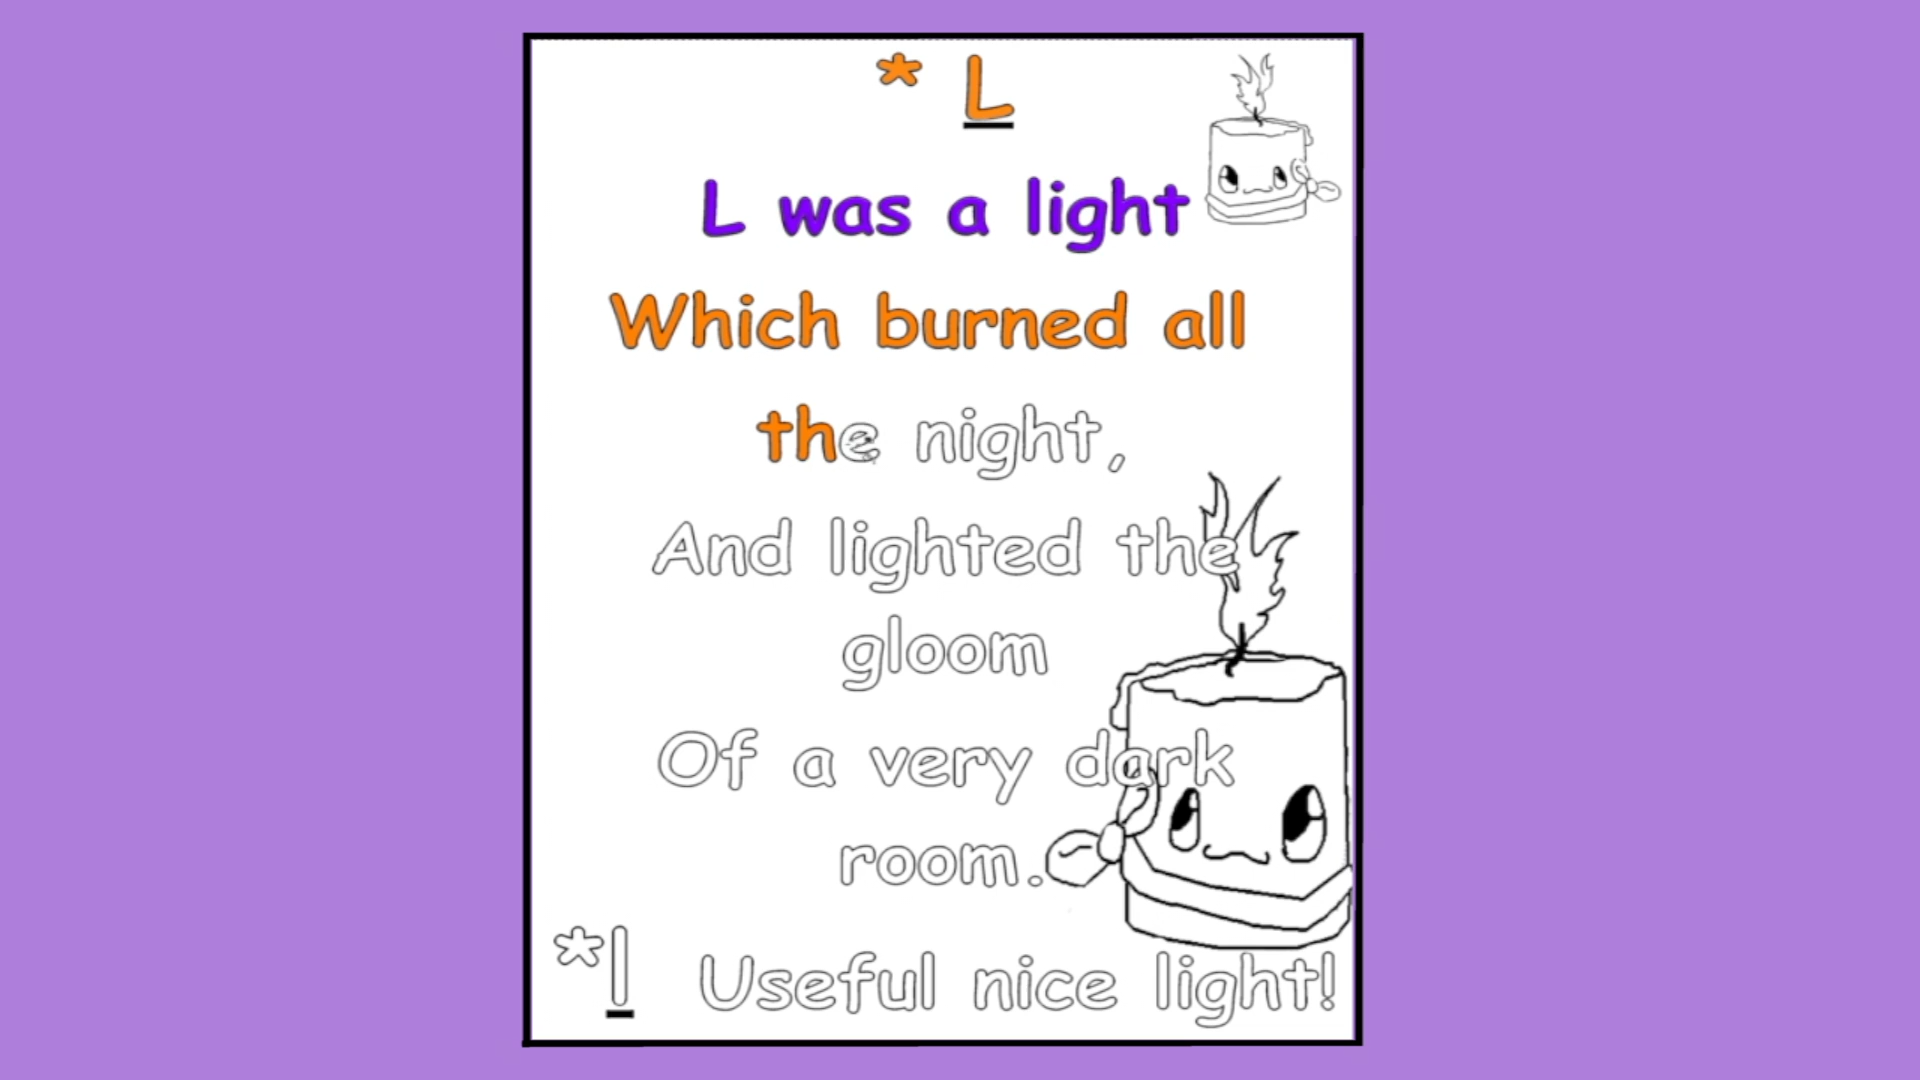 * L
L was a light
Which burned all
the night,
And lighted the
gloom
Of a very dark
room.
*l Useful nice light!